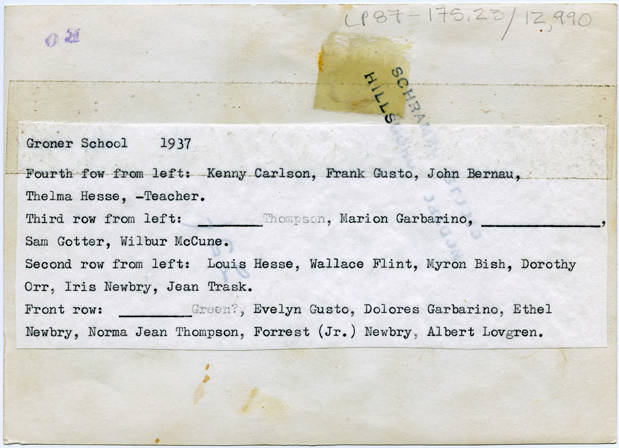 LP87-175.23/12,990
Groner School 1937
Fourth fow from left: Kenny Carlson, Frank Gusto, John Bernau,
Thelma Hesse, -Teacher.
Third row from left: ________Thompson, Marion Garbarino, ______________,
Sam Gotter, Wilbur McCune.
Second row from left: Louis Hesse, Wallace Flint, Myron Bish, Dorothy
Orr, Iris Newbry, Jean Trask.
Front row: _________Green?, Evelyn Gusto, Dolores Garbarino, Ethel
Newbry, Norma Jean Thompson, Forrest (Jr.) Newbry, Albert Lovgren.